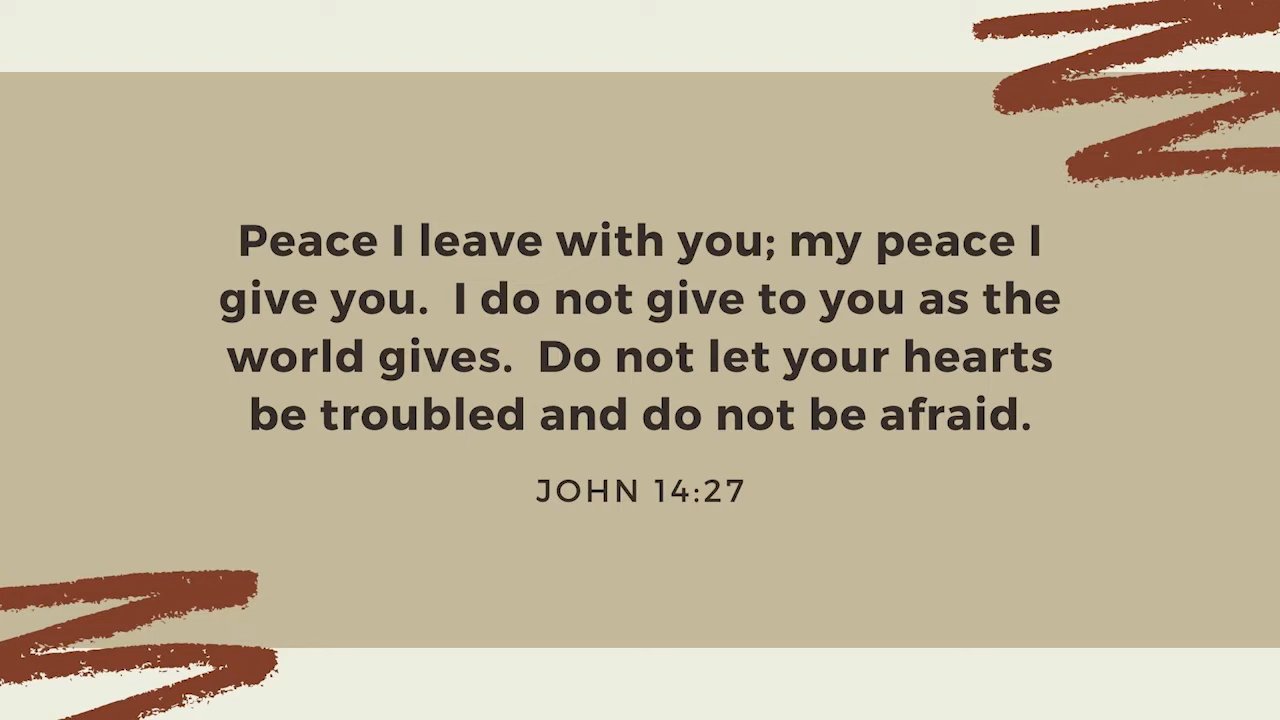 Peace I leave with you; my peace I
give you.  I do not give to you as the
world gives.  Do not let your hearts
be troubled and do not be afraid.
JOHN 14:27